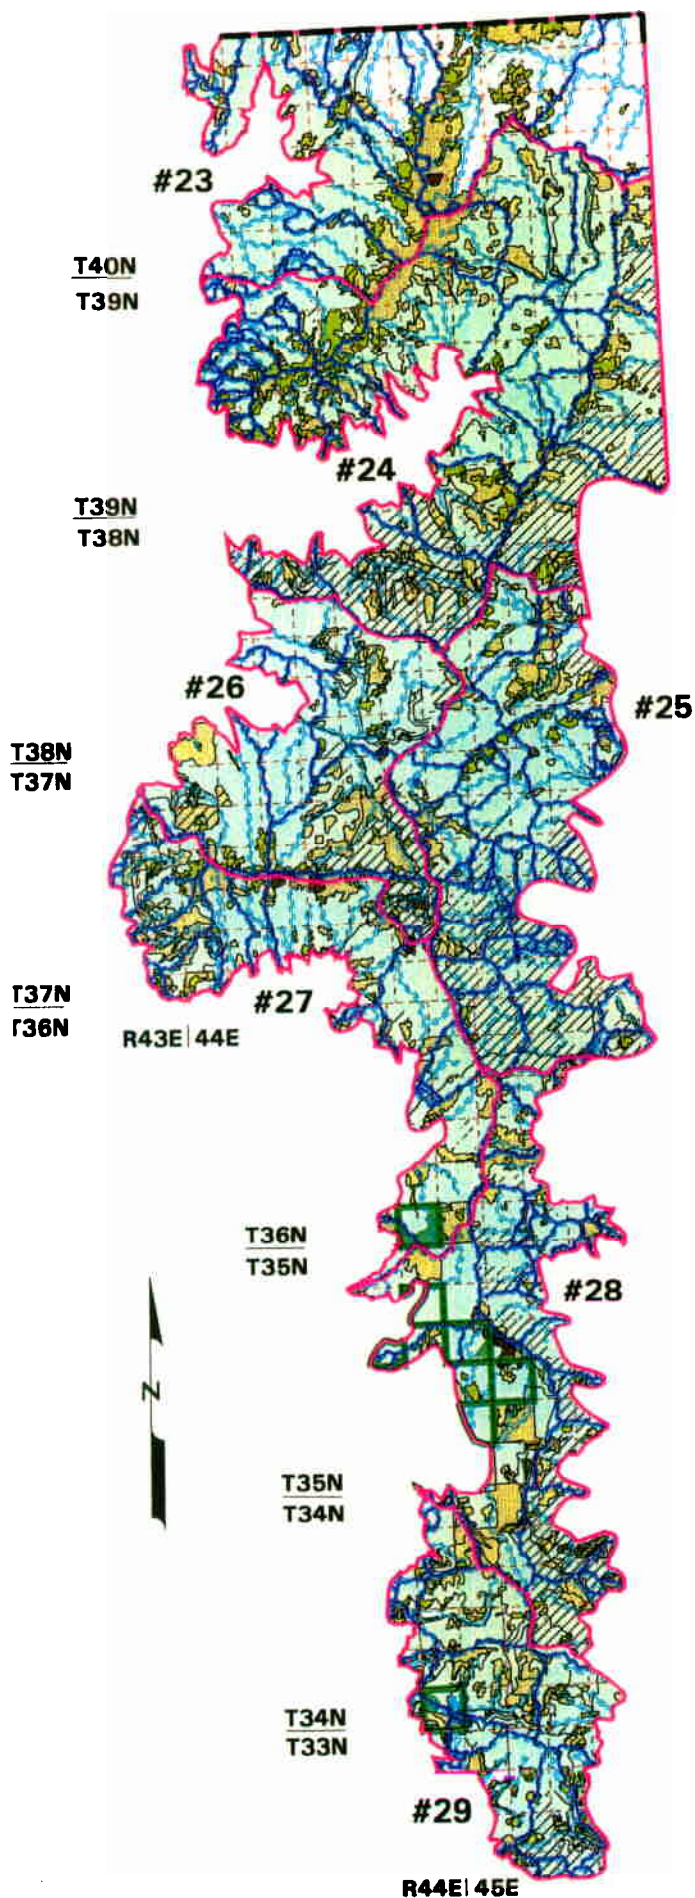 #23
T40N
T39N
#24
T39N
T38N
#26
#25
T38N
T37N
T37N
T36N
#27
R43E|44E
T36N
T35N
#28
N
T35N
T34N
T34N
T33N
#29
R44E|45E